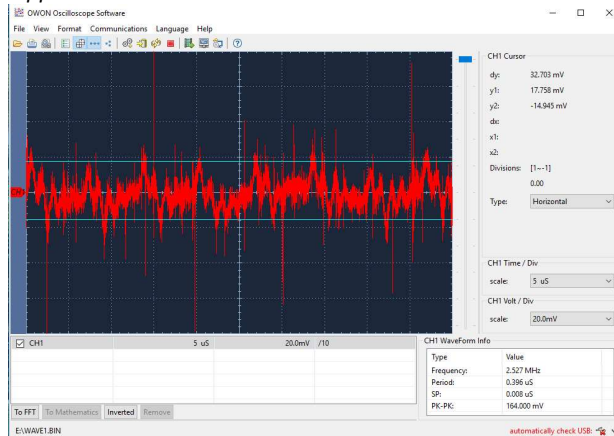 OWON Oscilloscope Software
File View Format Communications Language Help
CH1 Cursor
dy: 32.703 mV
y1: 17.758 mV
y2: -14.945 mV
dx:
x1:
x2:
Divisions: [1~-1]
0.00
Type: Horizontal
CH1
CH1 Time / Div
scale: 5 uS
CH1 Volt / Div
scale: 20.0mV
CH1 5 uS 20.0mV /10
CH1 WaveForm Info
Type Value
Frequency: 2.527 MHz
Period: 0.396 uS
SP: 0.008 uS
PK-PK: 164.000 mV
To FFT To Mathematics Inverted Remove
E:\WAVE1.BIN
automatically check USB: